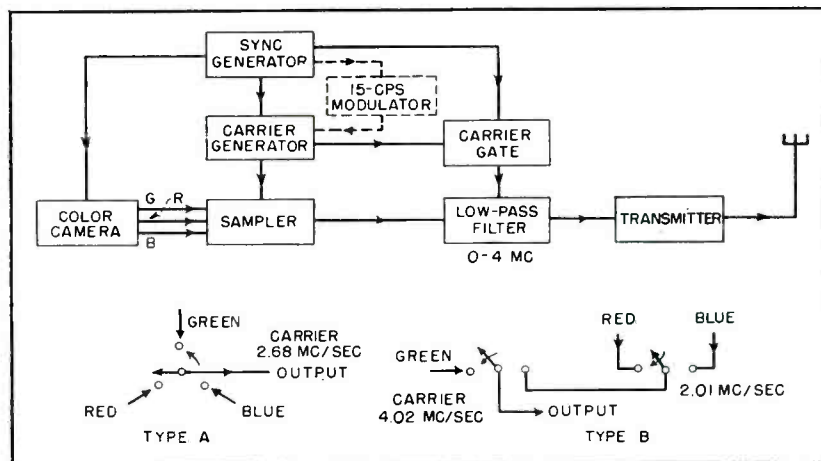 SYNC
GENERATOR
15-CPS
MODULATOR
CARRIER
GENERATOR
CARRIER
GATE
COLOR
CAMERA
G R
B
SAMPLER
LOW-PASS
FILTER
0-4 MC
TRANSMITTER
GREEN
CARRIER
2.68 MC/SEC
OUTPUT
RED
BLUE
TYPE A
RED
BLUE
GREEN
2.01 MC/SEC
CARRIER
4.02 MC/SEC
OUTPUT
TYPE B